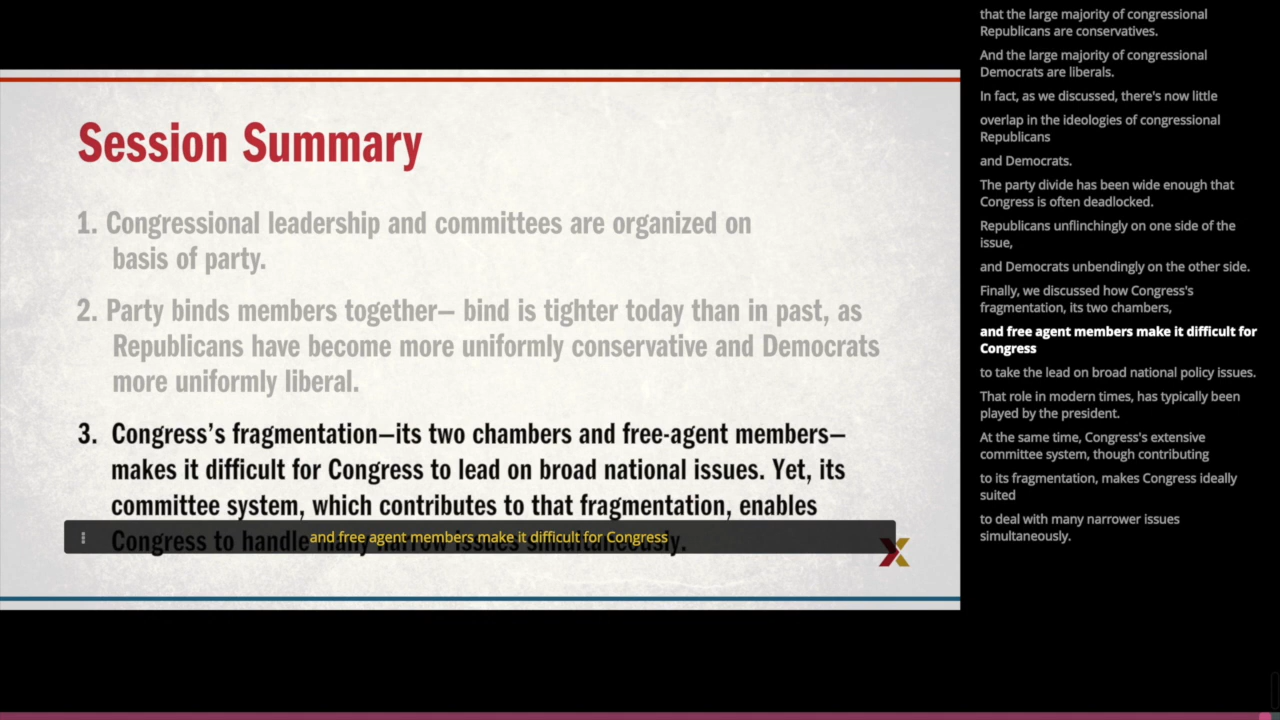 Session Summary
1. Congressional leadership and committees are organized on
basis of party.
2. Party binds members together— bind is tighter today than in past, as
Republicans have become more uniformly conservative and Democrats
more uniformly liberal.
3. Congress's fragmentation—its two chambers and free-agent members—
makes it difficult for Congress to lead on broad national issues. Yet, its
committee system, which contributes to that fragmentation, enables
Congress to handle many narrow issues simultaneously.
and free agent members make it difficult for Congress
that the large majority of congressional
Republicans are conservatives.
And the large majority of congressional
Democrats are liberals.
In fact, as we discussed, there's now little
overlap in the ideologies of congressional
Republicans
and Democrats.
The party divide has been wide enough that
Congress is often deadlocked.
Republicans unflinchingly on one side of the
issue,
and Democrats unbendingly on the other side.
Finally, we discussed how Congress's
fragmentation, its two chambers,
and free agent members make it difficult for
Congress
to take the lead on broad national policy issues.
That role in modern times, has typically been
played by the president.
At the same time, Congress's extensive
committee system, though contributing
to its fragmentation, makes Congress ideally
suited
to deal with many narrower issues
simultaneously.